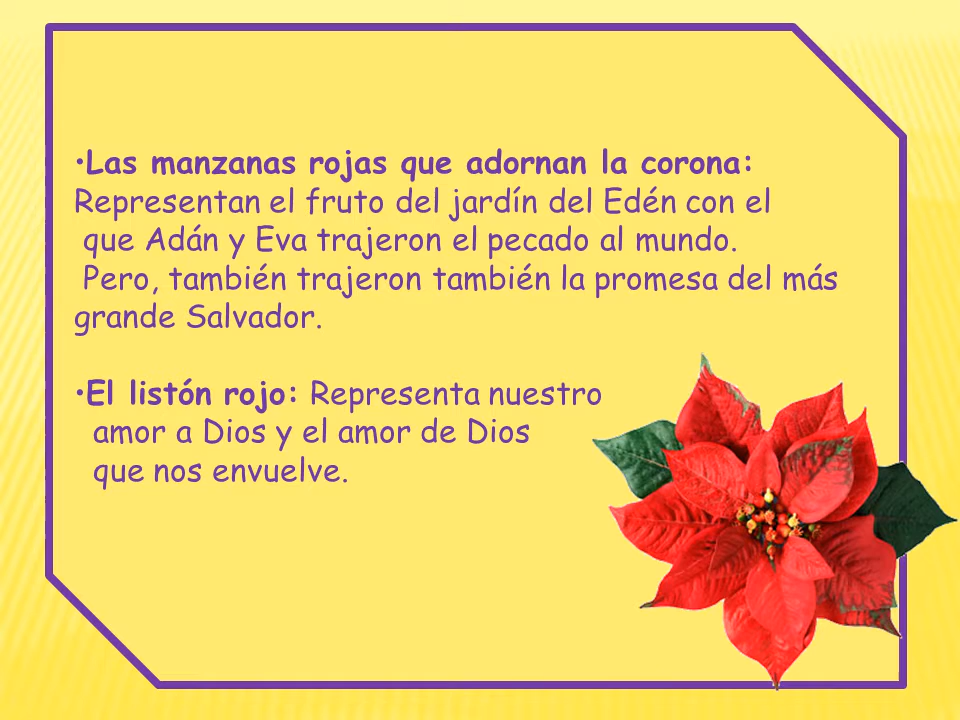 •Las manzanas rojas que adornan la corona:
Representan el fruto del jardín del Edén con el
que Adán y Eva trajeron el pecado al mundo.
Pero, también trajeron también la promesa del más
grande Salvador.
•El listón rojo: Representa nuestro
amor a Dios y el amor de Dios
que nos envuelve.